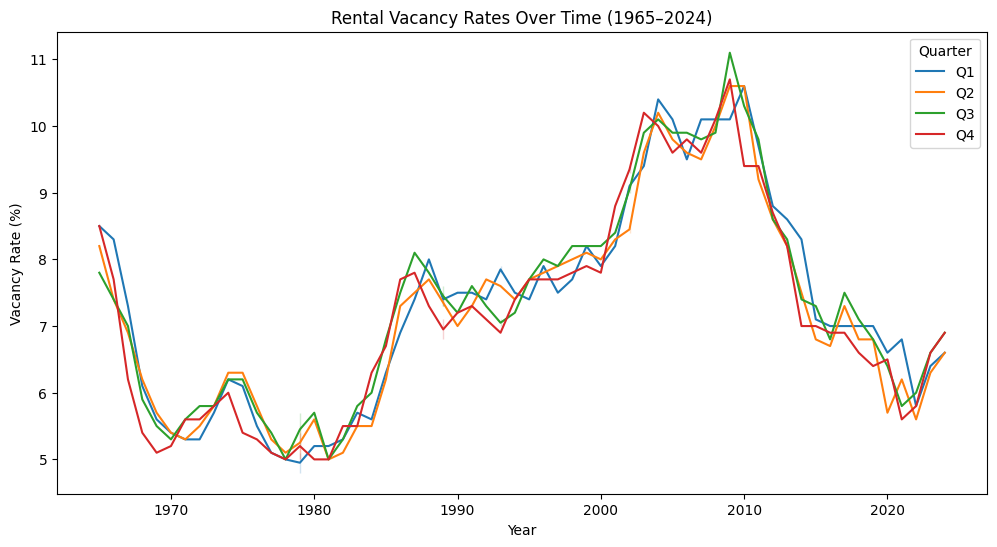 Rental Vacancy Rates Over Time (1965–2024)
Vacancy Rate (%)
11
10
9
8
7
6
5
Quarter
Q1
Q2
Q3
Q4
1970 1980 1990 2000 2010 2020
Year